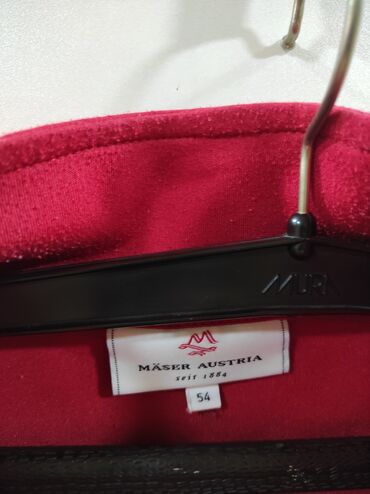 MURA
MÄSER AUSTRIA
seit 1884
54